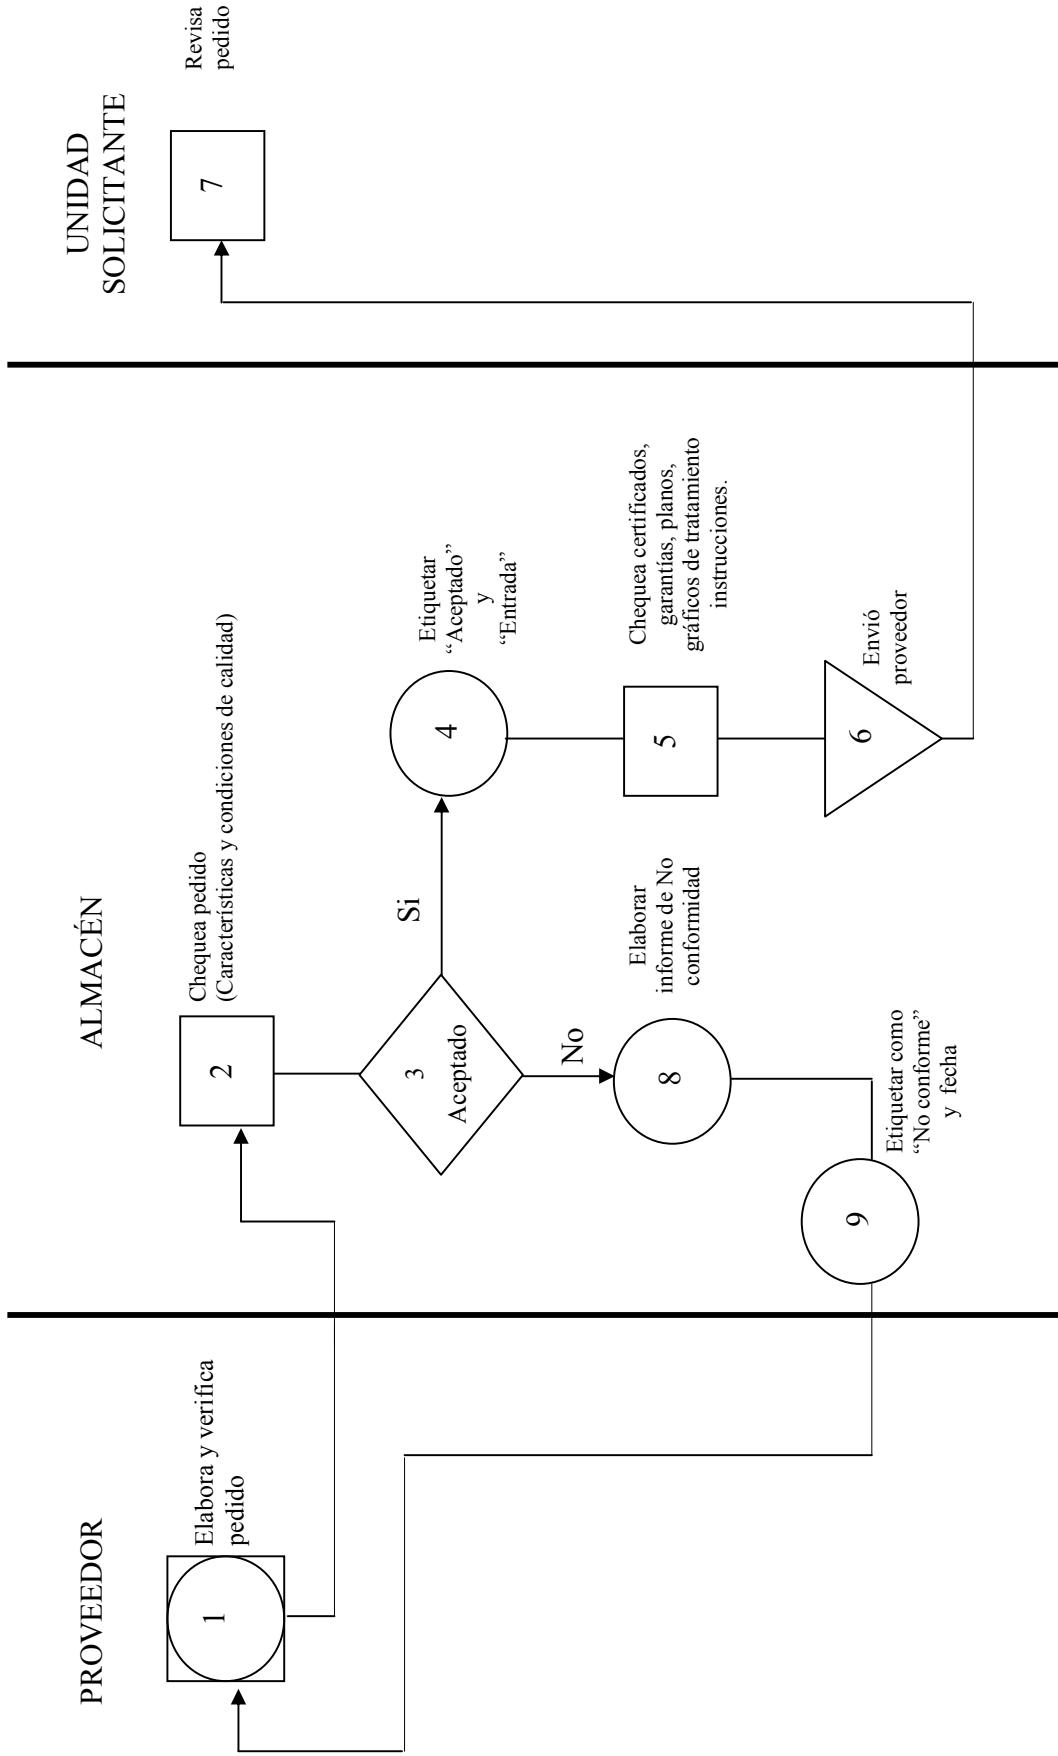 PROVEEDOR
ALMACÉN
UNIDAD
SOLICITANTE
1
Elabora y verifica
pedido
2
Chequea pedido
(Características y condiciones de calidad)
7
Revisa
pedido
3
Aceptado
Si
4
Etiquetar
“Aceptado”
y
“Entrada”
No
8
Elaborar
informe de No
conformidad
5
Chequea certificados,
garantías, planos,
gráficos de tratamiento
instrucciones.
9
Etiquetar como
“No conforme”
y fecha
6
Envió
proveedor